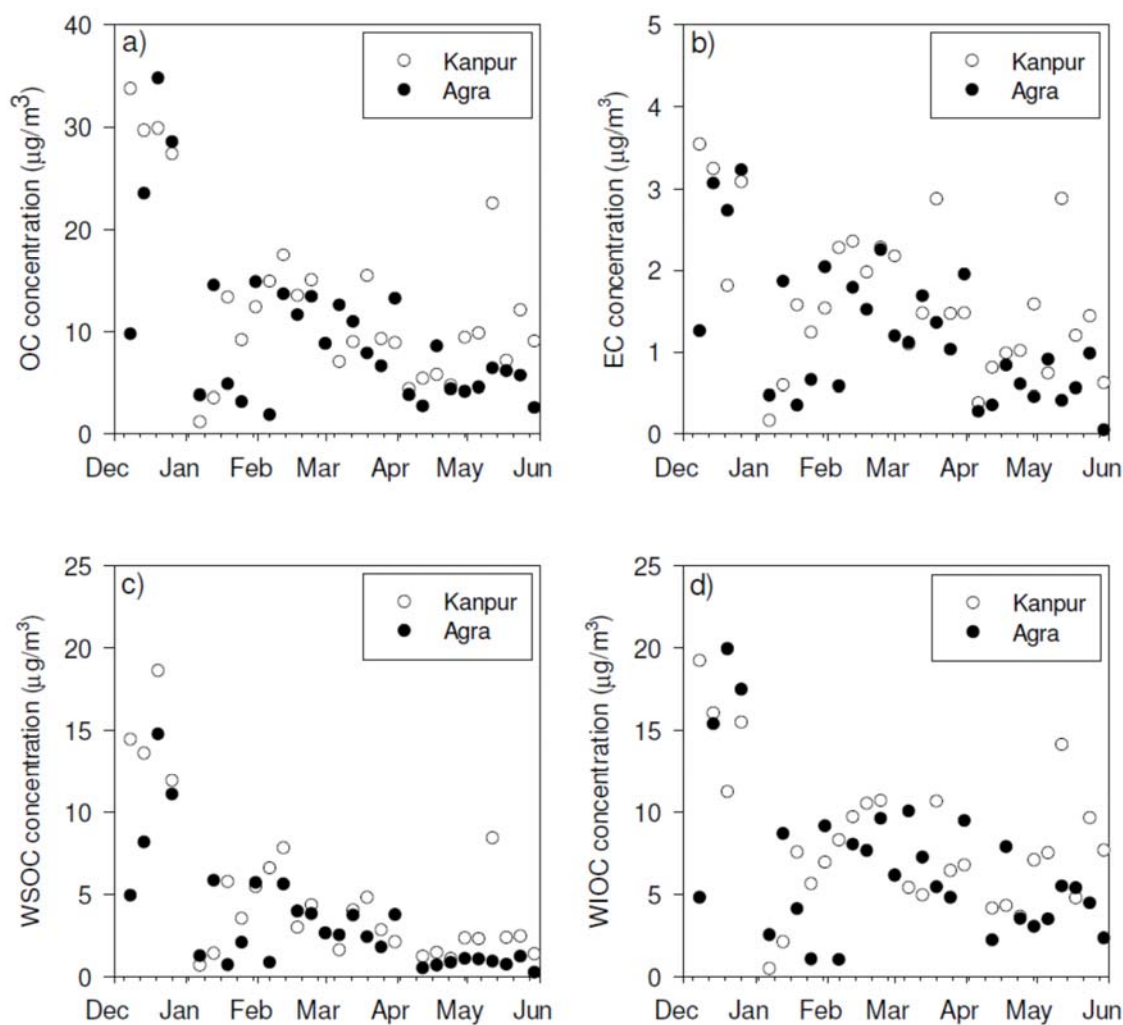 a)
Kanpur
Agra
OC concentration (µg/m³)
40
30
20
10
0
Dec Jan Feb Mar Apr May Jun
b)
Kanpur
Agra
EC concentration (µg/m³)
5
4
3
2
1
0
Dec Jan Feb Mar Apr May Jun
c)
Kanpur
Agra
WSOC concentration (µg/m³)
25
20
15
10
5
0
Dec Jan Feb Mar Apr May Jun
d)
Kanpur
Agra
WIOC concentration (µg/m³)
25
20
15
10
5
0
Dec Jan Feb Mar Apr May Jun